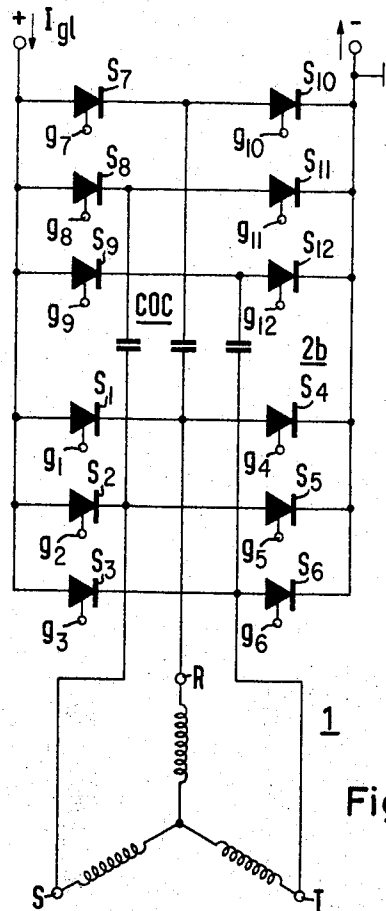 + I_gl -
S7 S10
g7 g10
S8 S11
g8 g11
S9 S12
g9 g12
COC 2b
S1 S4
g1 g4
S2 S5
g2 g5
S3 S6
g3 g6
R
1
Fig
S T